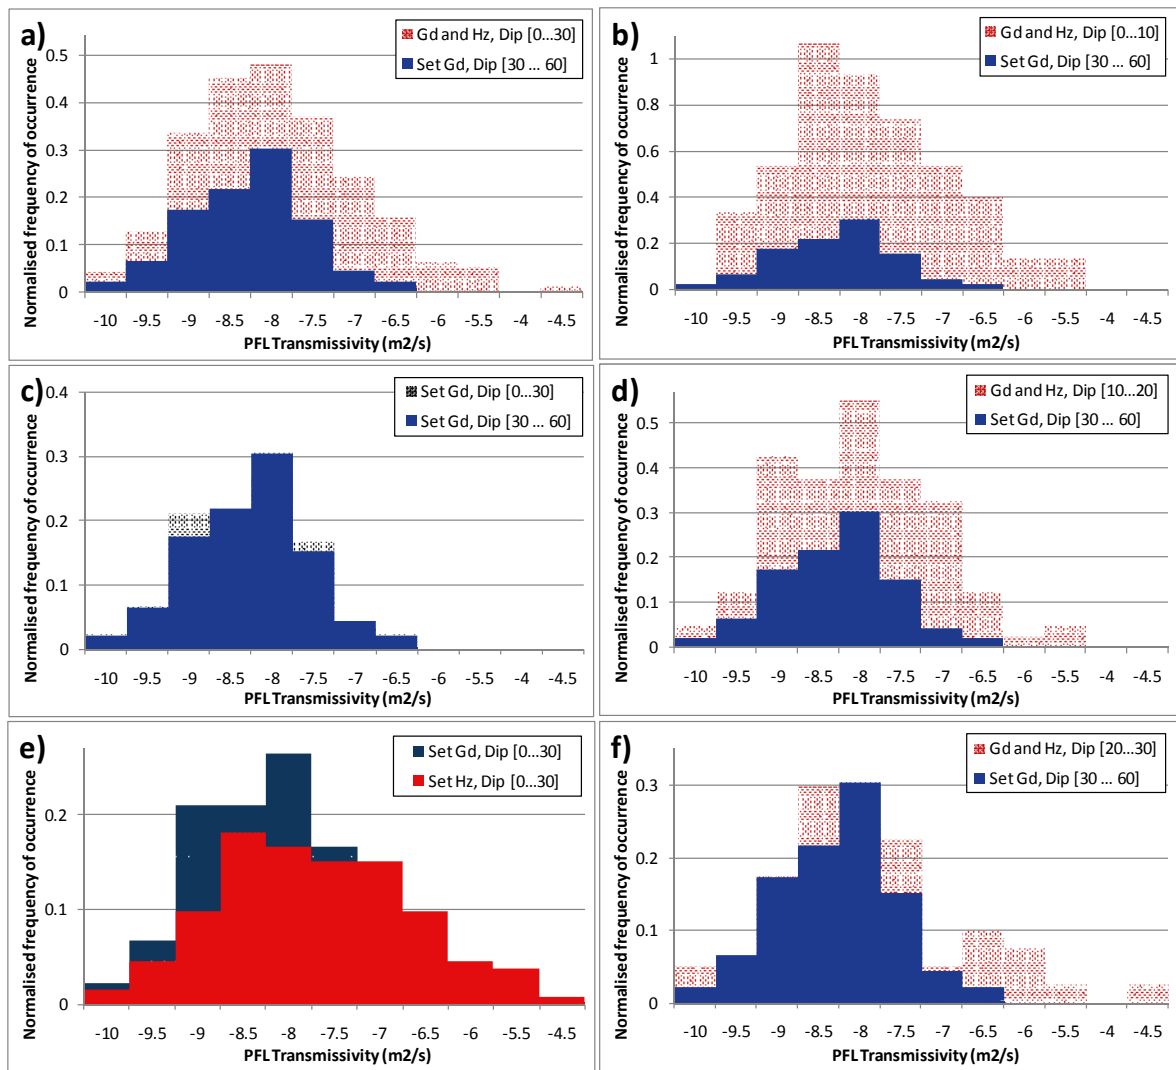 a)
Gd and Hz, Dip [0...30]
Set Gd, Dip [30 ... 60]
Normalised frequency of occurrence
0.5
0.4
0.3
0.2
0.1
0
-10 -9.5 -9 -8.5 -8 -7.5 -7 -6.5 -6 -5.5 -4.5
PFL Transmissivity (m2/s)
b)
Gd and Hz, Dip [0...10]
Set Gd, Dip [30 ... 60]
Normalised frequency of occurrence
1
0.8
0.6
0.4
0.2
0
-10 -9.5 -9 -8.5 -8 -7.5 -7 -6.5 -6 -5.5 -4.5
PFL Transmissivity (m2/s)
c)
Set Gd, Dip [0...30]
Set Gd, Dip [30 ... 60]
Normalised frequency of occurrence
0.4
0.3
0.2
0.1
0
-10 -9.5 -9 -8.5 -8 -7.5 -7 -6.5 -6 -5.5 -4.5
PFL Transmissivity (m2/s)
d)
Gd and Hz, Dip [10...20]
Set Gd, Dip [30 ... 60]
Normalised frequency of occurrence
0.5
0.4
0.3
0.2
0.1
0
-10 -9.5 -9 -8.5 -8 -7.5 -7 -6.5 -6 -5.5 -4.5
PFL Transmissivity (m2/s)
e)
Set Gd, Dip [0...30]
Set Hz, Dip [0...30]
Normalised frequency of occurrence
0.2
0.1
0
-10 -9.5 -9 -8.5 -8 -7.5 -7 -6.5 -6 -5.5 -4.5
PFL Transmissivity (m2/s)
f)
Gd and Hz, Dip [20...30]
Set Gd, Dip [30 ... 60]
Normalised frequency of occurrence
0.3
0.2
0.1
0
-10 -9.5 -9 -8.5 -8 -7.5 -7 -6.5 -6 -5.5 -4.5
PFL Transmissivity (m2/s)